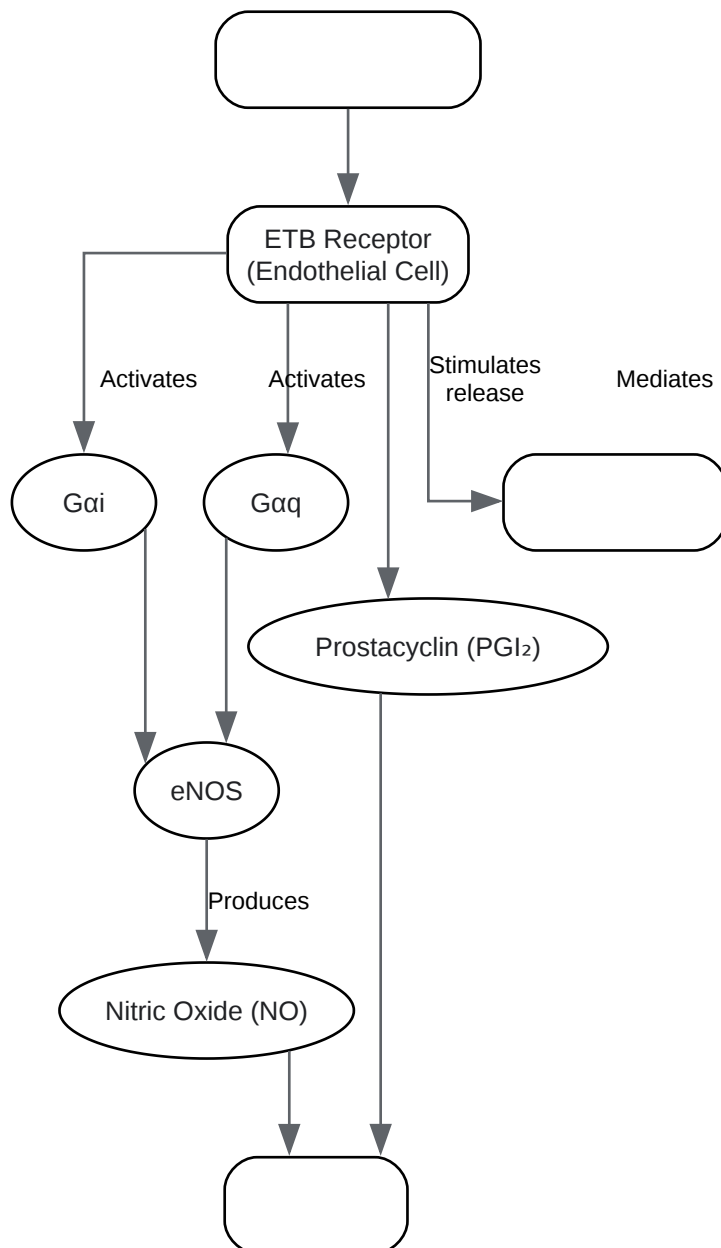 ETB Receptor
(Endothelial Cell)
Activates
Activates
Stimulates
release
Mediates
Gαi
Gαq
Prostacyclin (PGI₂)
eNOS
Produces
Nitric Oxide (NO)